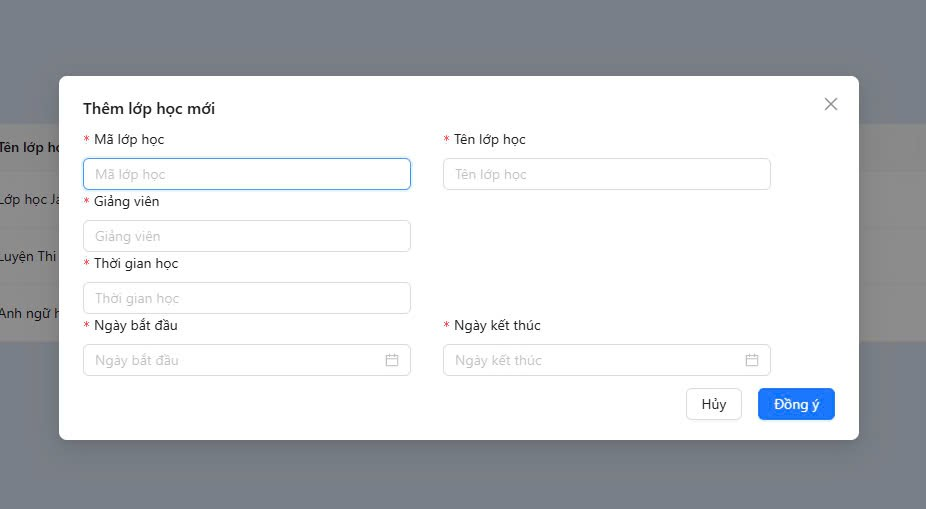 Thêm lớp học mới
* Mã lớp học * Tên lớp học
Mã lớp học Tên lớp học
* Giảng viên
Giảng viên
* Thời gian học
Thời gian học
* Ngày bắt đầu * Ngày kết thúc
Ngày bắt đầu Ngày kết thúc
Hủy Đồng ý
Tên lớp
Lớp học
Luyện Thi
Anh ngữ